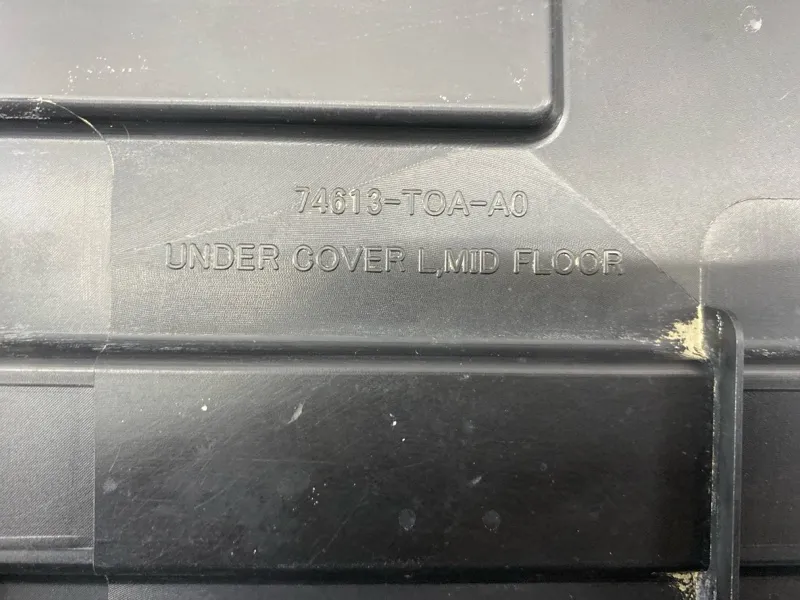 74613-T0A-A0
UNDER COVER L,MID FLOOR